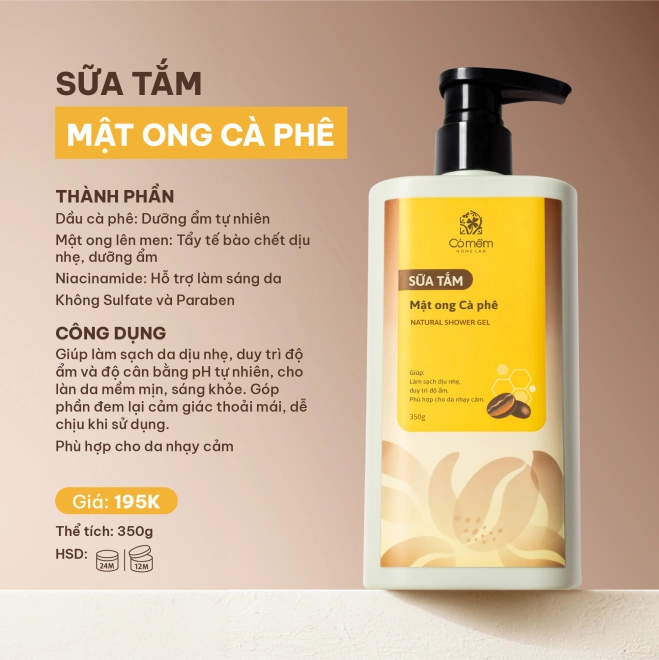 SỮA TẮM
MẬT ONG CÀ PHÊ
THÀNH PHẦN
Dầu cà phê: Dưỡng ẩm tự nhiên
Mật ong lên men: Tẩy tế bào chết dịu
nhẹ, dưỡng ẩm
Niacinamide: Hỗ trợ làm sáng da
Không Sulfate và Paraben
CÔNG DỤNG
Giúp làm sạch da dịu nhẹ, duy trì độ
ẩm và độ cân bằng pH tự nhiên, cho
làn da mềm mịn, sáng khỏe. Góp
phần đem lại cảm giác thoải mái, dễ
chịu khi sử dụng.
Phù hợp cho da nhạy cảm
Giá: 195K
Thể tích: 350g
HSD: 24M 12M
Cỏ mềm
HOME LAB
SỮA TẮM
Mật ong Cà phê
NATURAL SHOWER GEL
Giúp:
Làm sạch dịu nhẹ,
duy trì độ ẩm.
Phù hợp cho da nhạy cảm.
350g